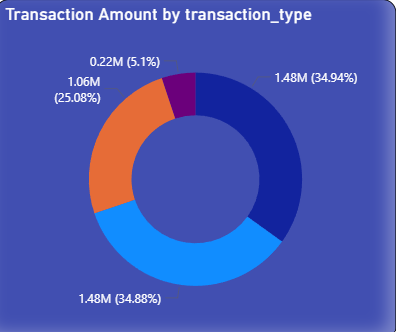 Transaction Amount by transaction_type
0.22M (5.1%)
1.48M (34.94%)
1.06M
(25.08%)
1.48M (34.88%)